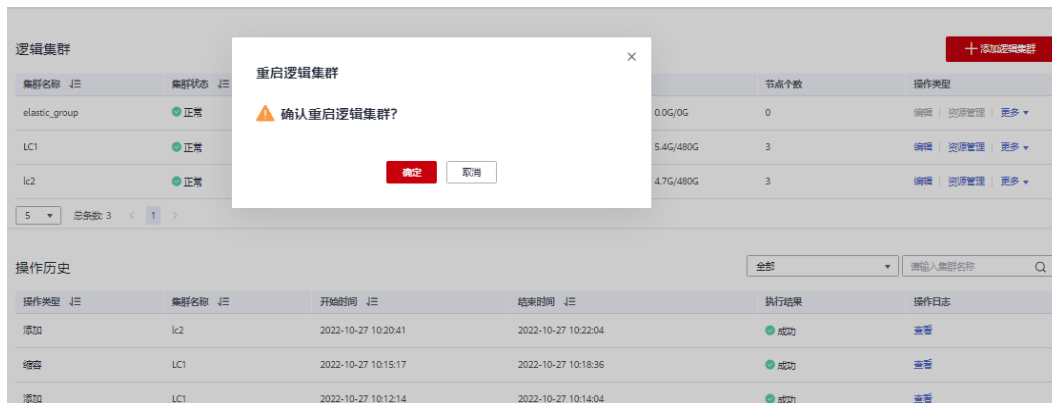 逻辑集群
添加逻辑集群
重启逻辑集群
确认重启逻辑集群?
确定 取消
集群名称 集群状态 节点个数 操作类型
elastic_group 正常 0.0G/0G 0 编辑 资源管理 更多
LC1 正常 5.4G/480G 3 编辑 资源管理 更多
lc2 正常 4.7G/480G 3 编辑 资源管理 更多
5 总条数: 3 < 1 >
操作历史 全部 请输入集群名称
操作类型 集群名称 开始时间 结束时间 执行结果 操作日志
添加 lc2 2022-10-27 10:20:41 2022-10-27 10:22:04 成功 查看
缩容 LC1 2022-10-27 10:15:17 2022-10-27 10:18:36 成功 查看
添加 LC1 2022-10-27 10:12:14 2022-10-27 10:14:04 成功 查看